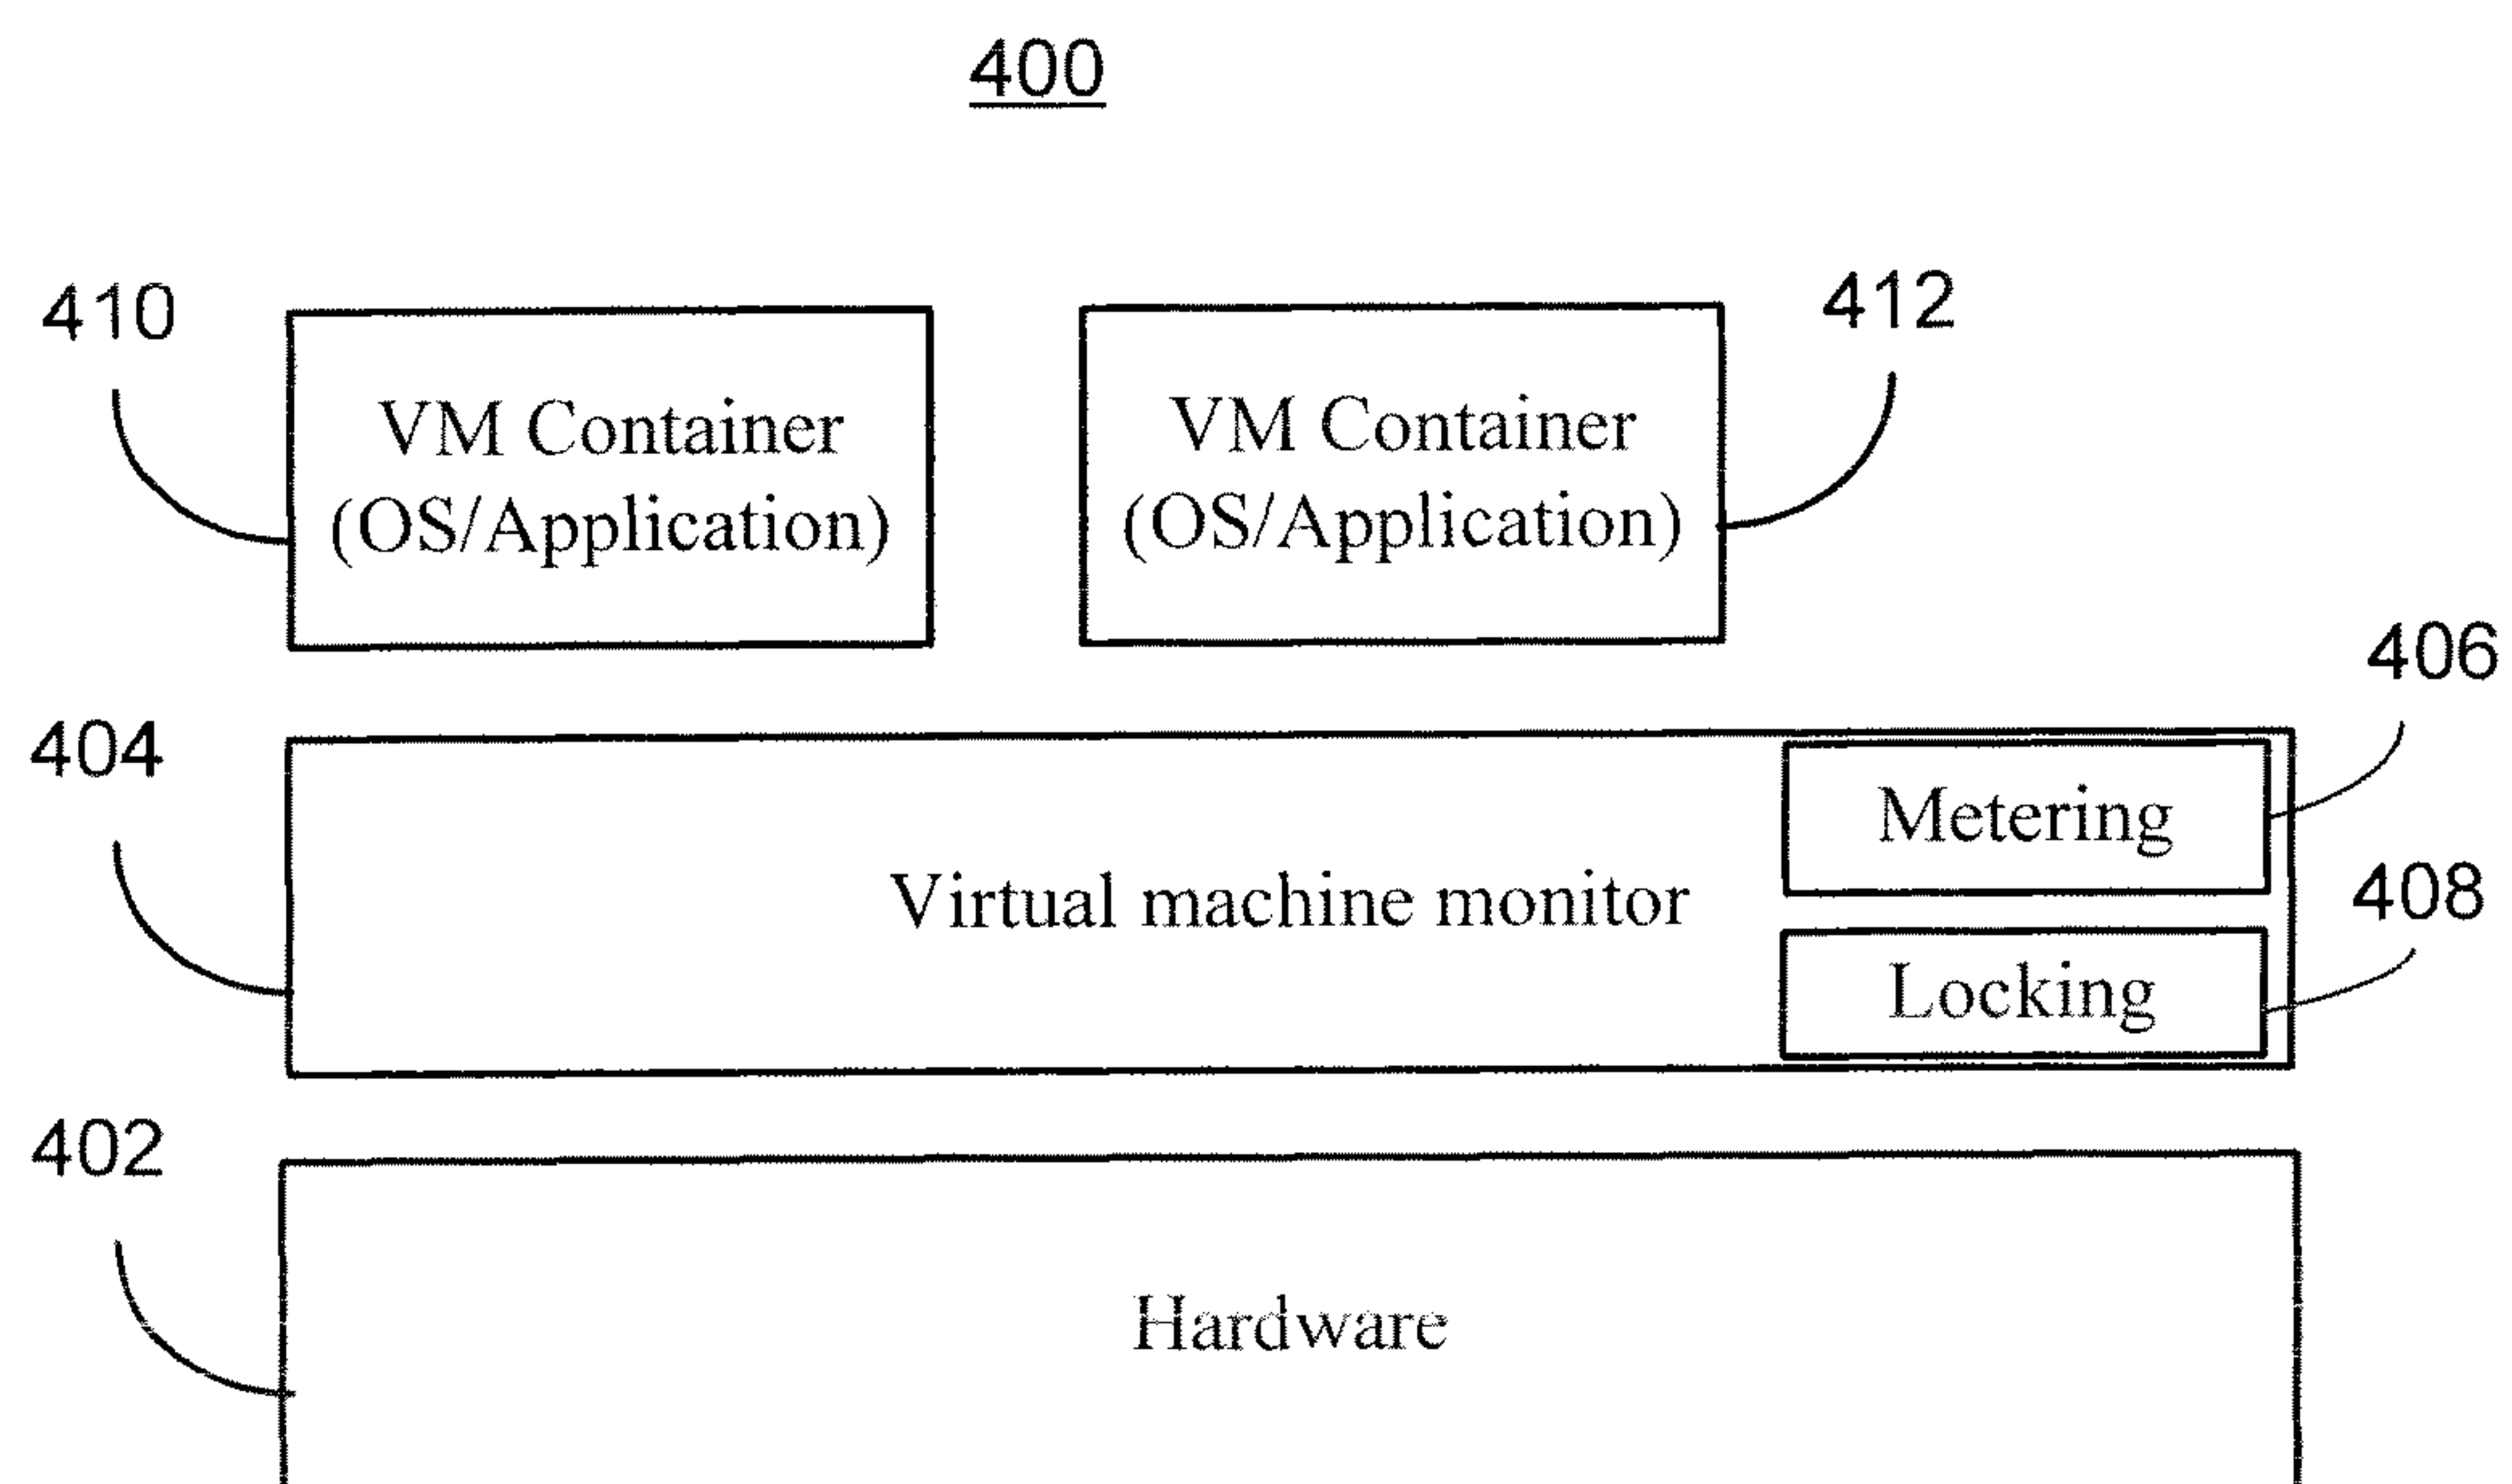 400
410
412
VM Container
(OS/Application)
VM Container
(OS/Application)
406
404
Metering
Virtual machine monitor
408
Locking
402
Hardware